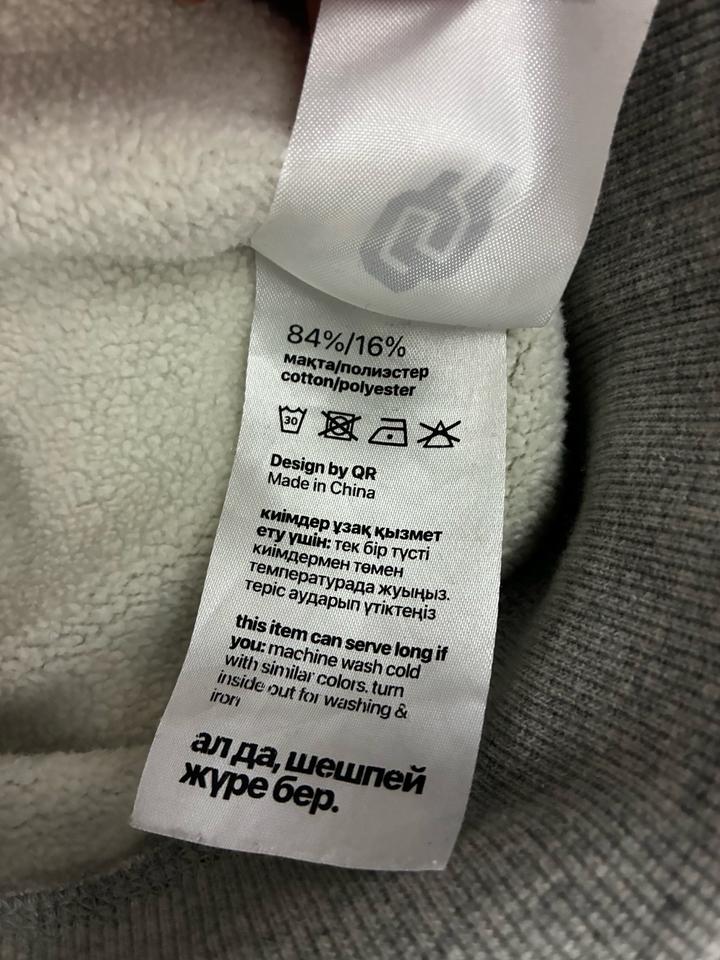 84%/16%
мақта/полиэстер
cotton/polyester
30
Design by QR
Made in China
киімдер ұзақ қызмет
ету үшін: тек бір түсті
киімдермен төмен
температурада жуыңыз.
теріс аударып үтіктеңіз
this item can serve long if
you: machine wash cold
with similar colors. turn
inside out for washing &
iron
ал да, шешпей
жүре бер.